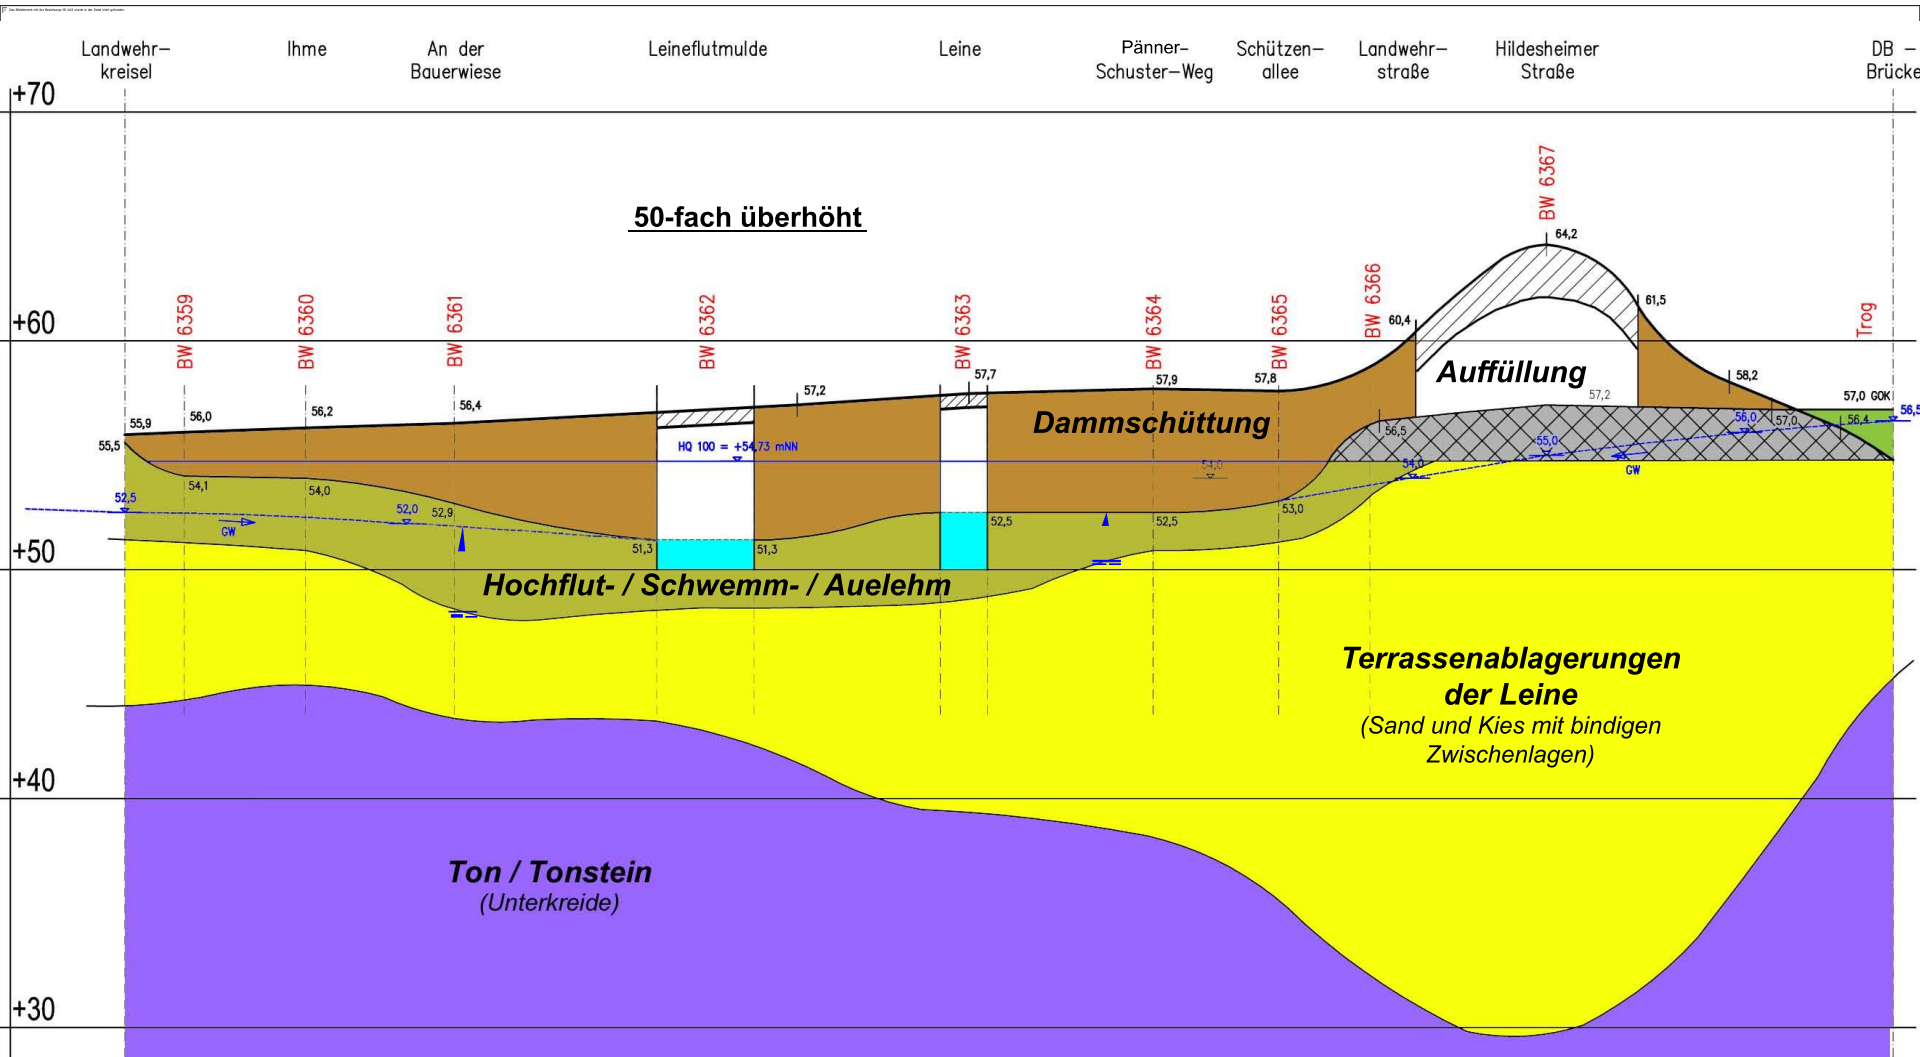 Landwehr–
kreisel
Ihme
An der
Bauerwiese
Leineflutmulde
Leine
Pänner-
Schuster–Weg
Schützen–
allee
Landwehr–
straße
Hildesheimer
Straße
DB –
Brücke
+70
BW 6367
50-fach überhöht
64,2
BW 6359
BW 6360
BW 6361
BW 6362
BW 6363
BW 6364
BW 6365
BW 6366
Trog
61,5
+60
60,4
Auffüllung
57,7
57,9
57,8
58,2
57,2
57,2
57,0 GOK
56,5
55,9
56,0
56,2
56,4
Dammschüttung
56,5
56,0
57,0
56,4
55,5
HQ 100 = +54,73 mNN
55,0
54,0
54,0
GW
54,1
54,0
52,5
52,0
52,9
GW
52,5
52,5
53,0
51,3
51,3
+50
Hochflut- / Schwemm- / Auelehm
Terrassenablagerungen
der Leine
(Sand und Kies mit bindigen
Zwischenlagen)
+40
Ton / Tonstein
(Unterkreide)
+30